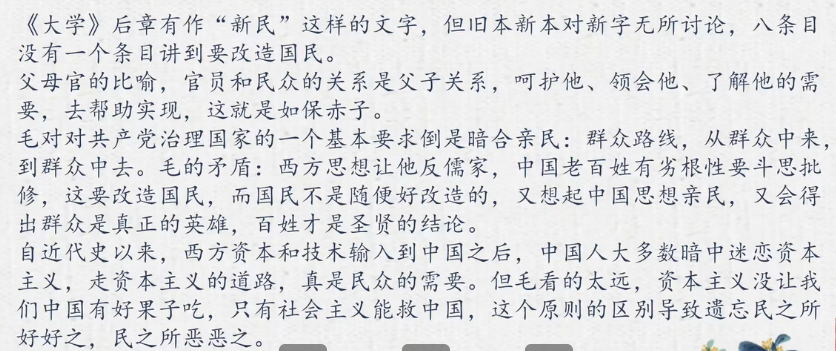 《大学》后章有作“新民”这样的文字，但旧本新本对新字无所讨论，八条目
没有一个条目讲到要改造国民。
父母官的比喻，官员和民众的关系是父子关系，呵护他、领会他、了解他的需
要，去帮助实现，这就是如保赤子。
毛对对共产党治理国家的一个基本要求倒是暗合亲民：群众路线，从群众中来，
到群众中去。毛的矛盾：西方思想让他反儒家，中国老百姓有劣根性要斗思批
修，这要改造国民，而国民不是随便好改造的，又想起中国思想亲民，又会得
出群众是真正的英雄，百姓才是圣贤的结论。
自近代史以来，西方资本和技术输入到中国之后，中国人大多数暗中迷恋资本
主义，走资本主义的道路，真是民众的需要。但毛看的太远，资本主义没让我
们中国有好果子吃，只有社会主义能救中国，这个原则的区别导致遗忘民之所
好好之，民之所恶恶之。